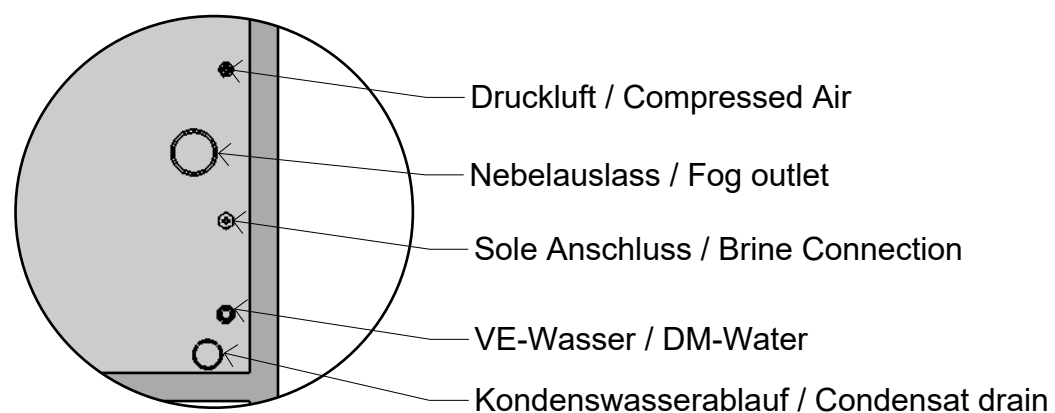 Druckluft / Compressed Air
Nebelauslass / Fog outlet
Sole Anschluss / Brine Connection
VE-Wasser / DM-Water
Kondenswasserablauf / Condensat drain